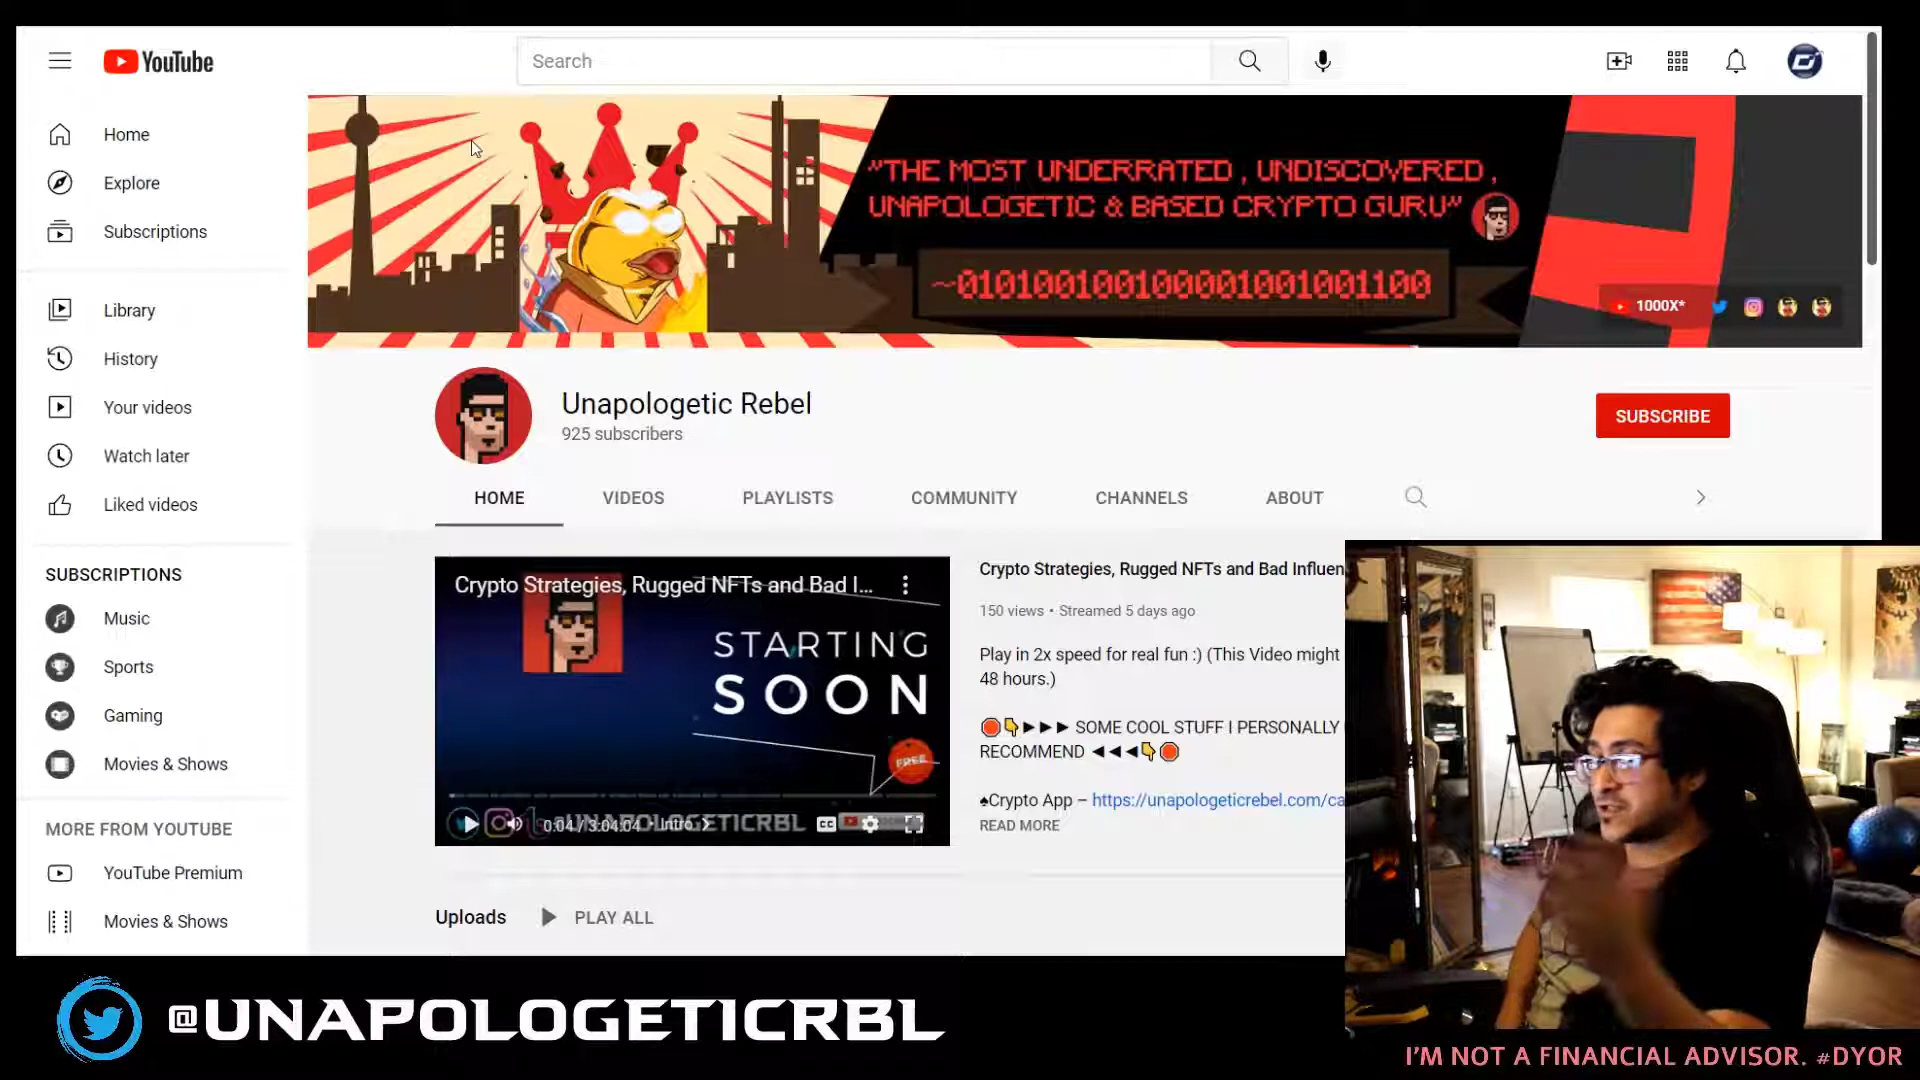 YouTube
Search
Home
Explore
Subscriptions
Library
History
Your videos
Watch later
Liked videos
SUBSCRIPTIONS
Music
Sports
Gaming
Movies & Shows
MORE FROM YOUTUBE
YouTube Premium
Movies & Shows
"THE MOST UNDERRATED , UNDISCOVERED ,
UNAPOLOGETIC & BASED CRYPTO GURU"
1000X*
Unapologetic Rebel
925 subscribers
SUBSCRIBE
HOME
VIDEOS
PLAYLISTS
COMMUNITY
CHANNELS
ABOUT
Crypto Strategies, Rugged NFTs and Bad I...
STARTING
SOON
FREE
UNAPOLOGETICRBL
0:04 / 3:04:04 • Intro
CC
Crypto Strategies, Rugged NFTs and Bad Influen
150 views • Streamed 5 days ago
Play in 2x speed for real fun :) (This Video might
48 hours.)
🛑👇►►► SOME COOL STUFF I PERSONALLY
RECOMMEND ◄◄◄👇🛑
♠Crypto App – https://unapologeticrebel.com/ca
READ MORE
Uploads
PLAY ALL
@UNAPOLOGETICRBL
I'M NOT A FINANCIAL ADVISOR. #DYOR